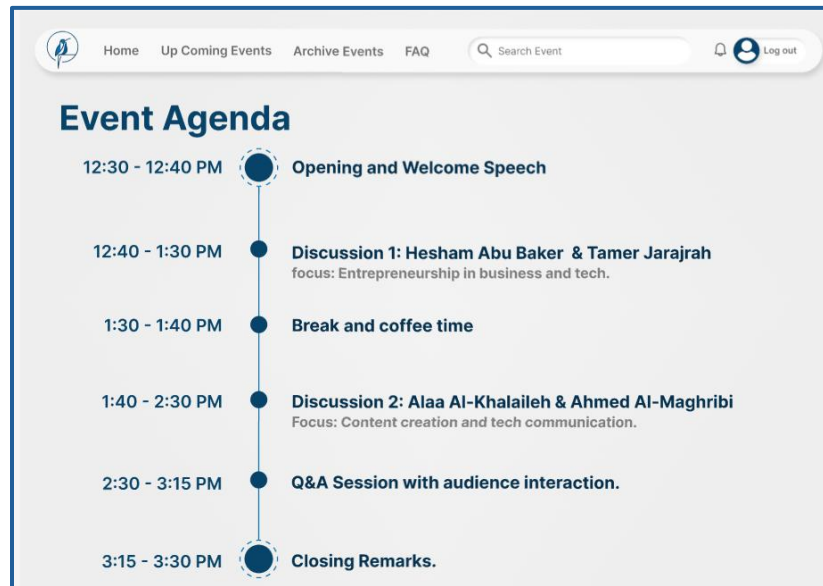 Home Up Coming Events Archive Events FAQ Search Event Log out
Event Agenda
12:30 - 12:40 PM Opening and Welcome Speech
12:40 - 1:30 PM Discussion 1: Hesham Abu Baker & Tamer Jarajrah
focus: Entrepreneurship in business and tech.
1:30 - 1:40 PM Break and coffee time
1:40 - 2:30 PM Discussion 2: Alaa Al-Khalaileh & Ahmed Al-Maghribi
Focus: Content creation and tech communication.
2:30 - 3:15 PM Q&A Session with audience interaction.
3:15 - 3:30 PM Closing Remarks.